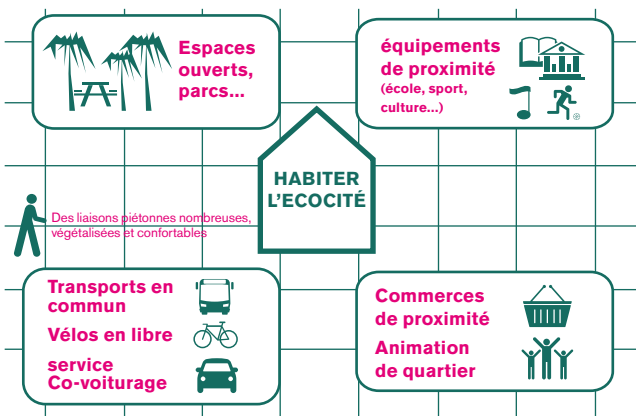 Espaces
ouverts,
parcs...
équipements
de proximité
(école, sport,
culture...)
HABITER
L'ECOCITÉ
Des liaisons piétonnes nombreuses,
végétalisées et confortables
Transports en
commun
Vélos en libre
service
Co-voiturage
Commerces
de proximité
Animation
de quartier